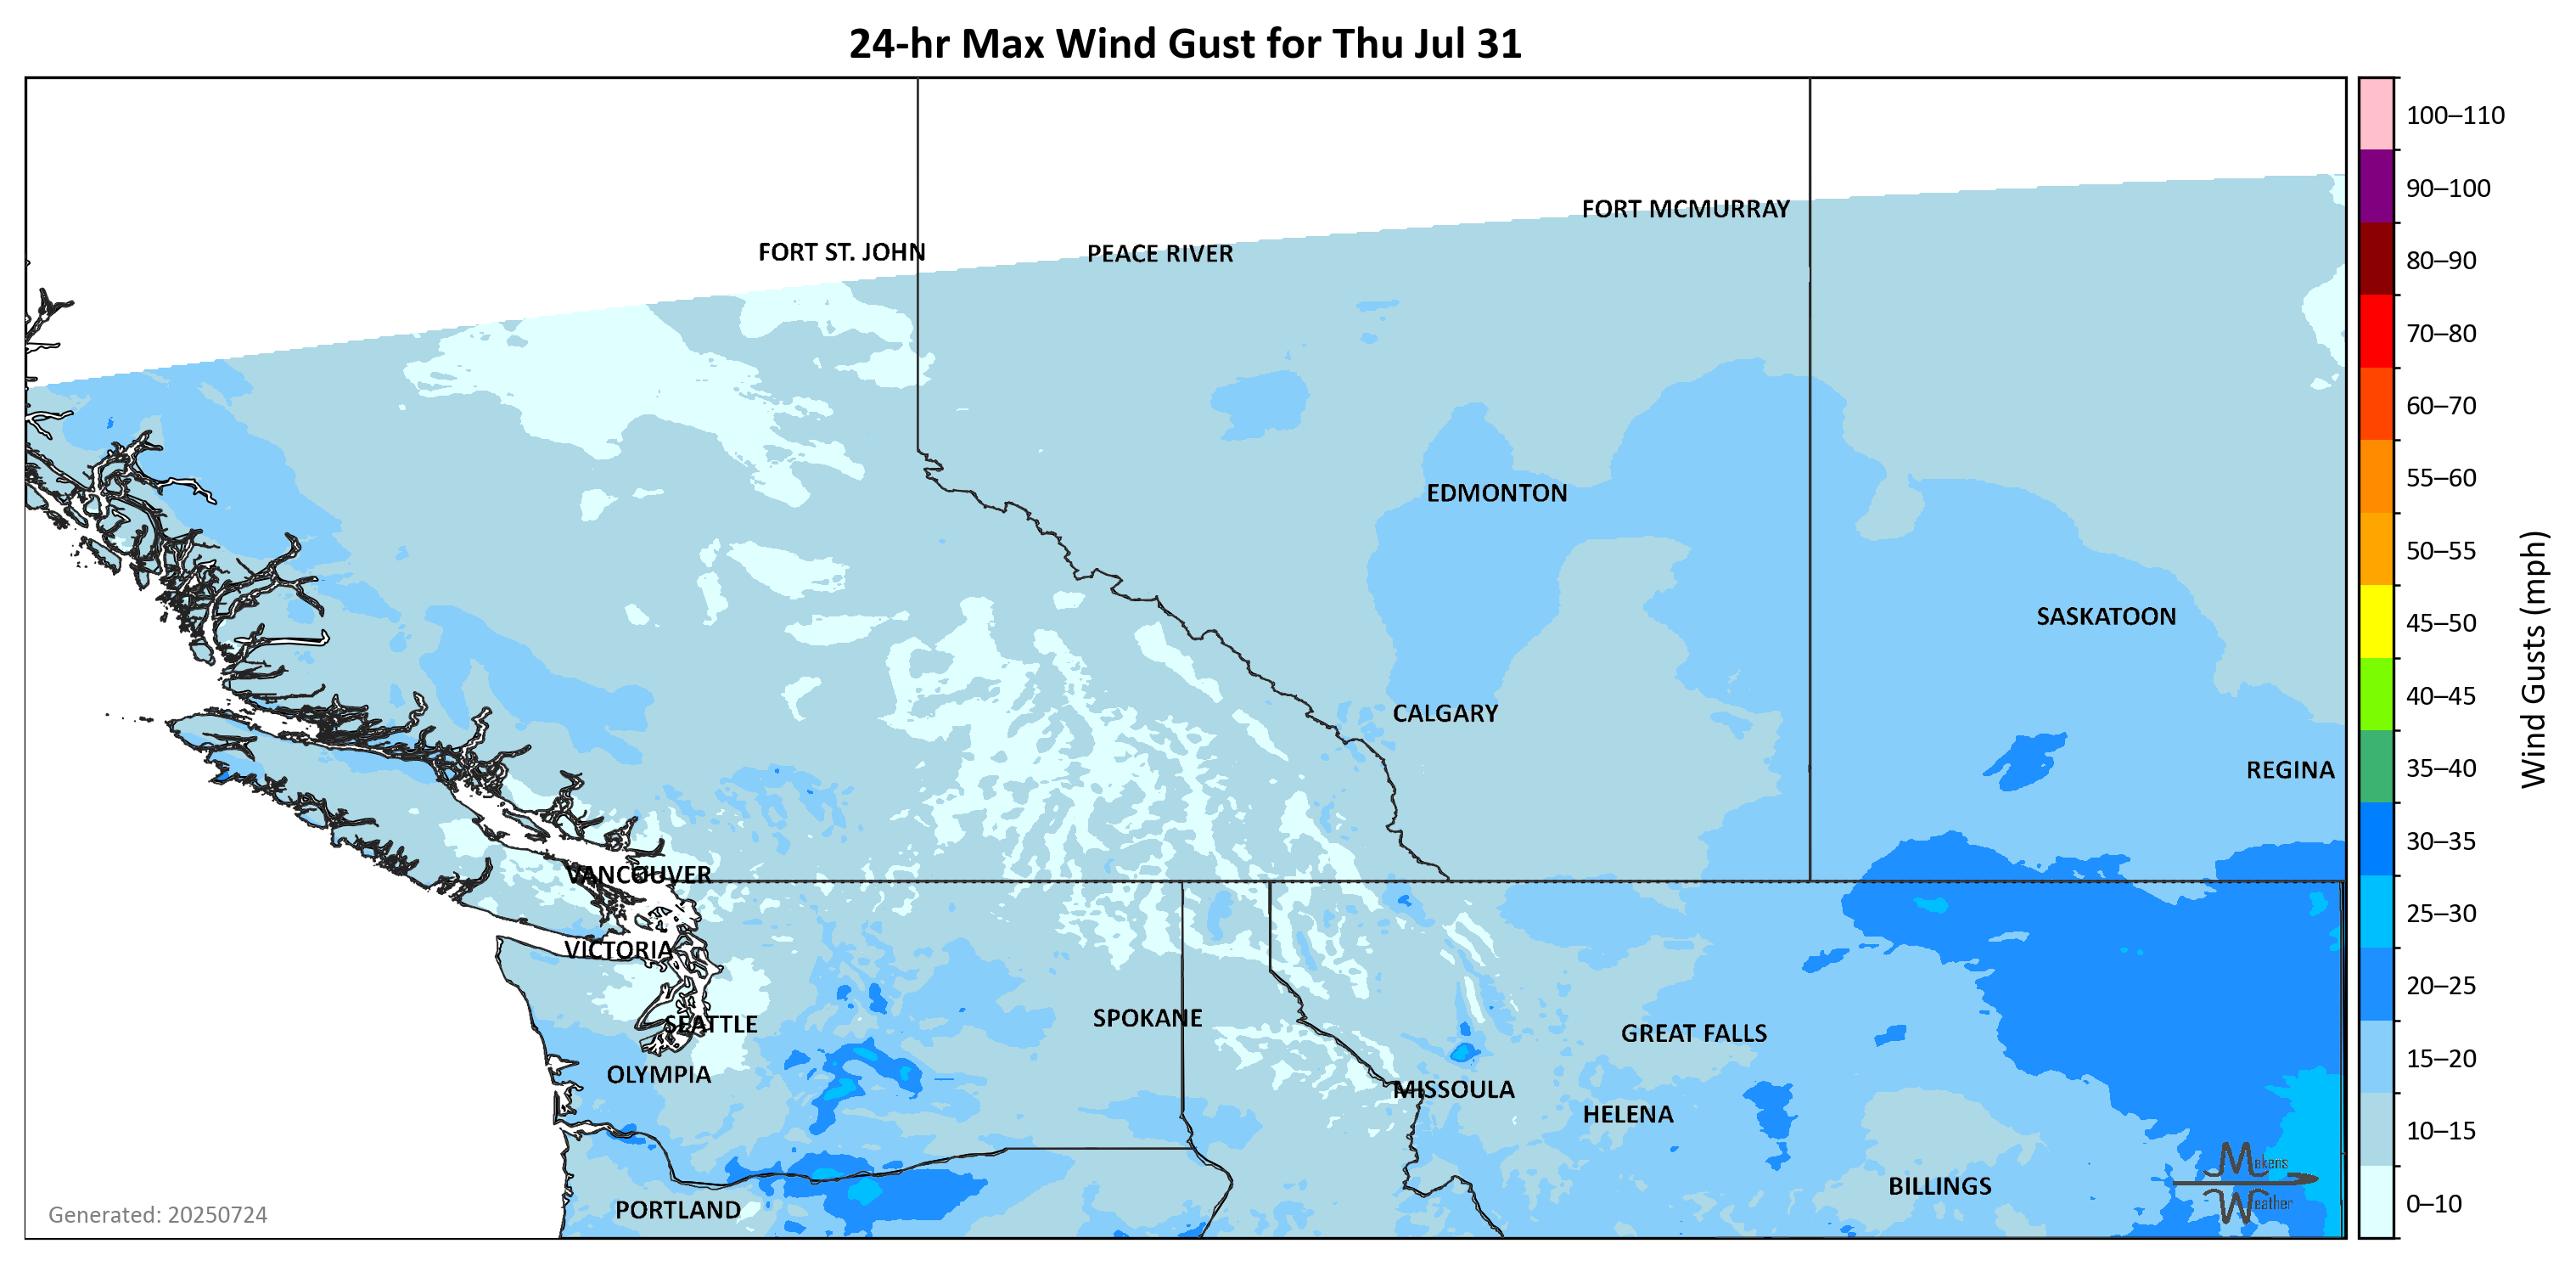 24-hr Max Wind Gust for Thu Jul 31
FORT MCMURRAY
FORT ST. JOHN
PEACE RIVER
EDMONTON
SASKATOON
CALGARY
REGINA
VANCOUVER
VICTORIA
SPOKANE
SEATTLE
GREAT FALLS
OLYMPIA
MISSOULA
HELENA
BILLINGS
PORTLAND
Makens
Weather
Generated: 20250724
100–110
90–100
80–90
70–80
60–70
55–60
50–55
45–50
40–45
35–40
30–35
25–30
20–25
15–20
10–15
0–10
Wind Gusts (mph)